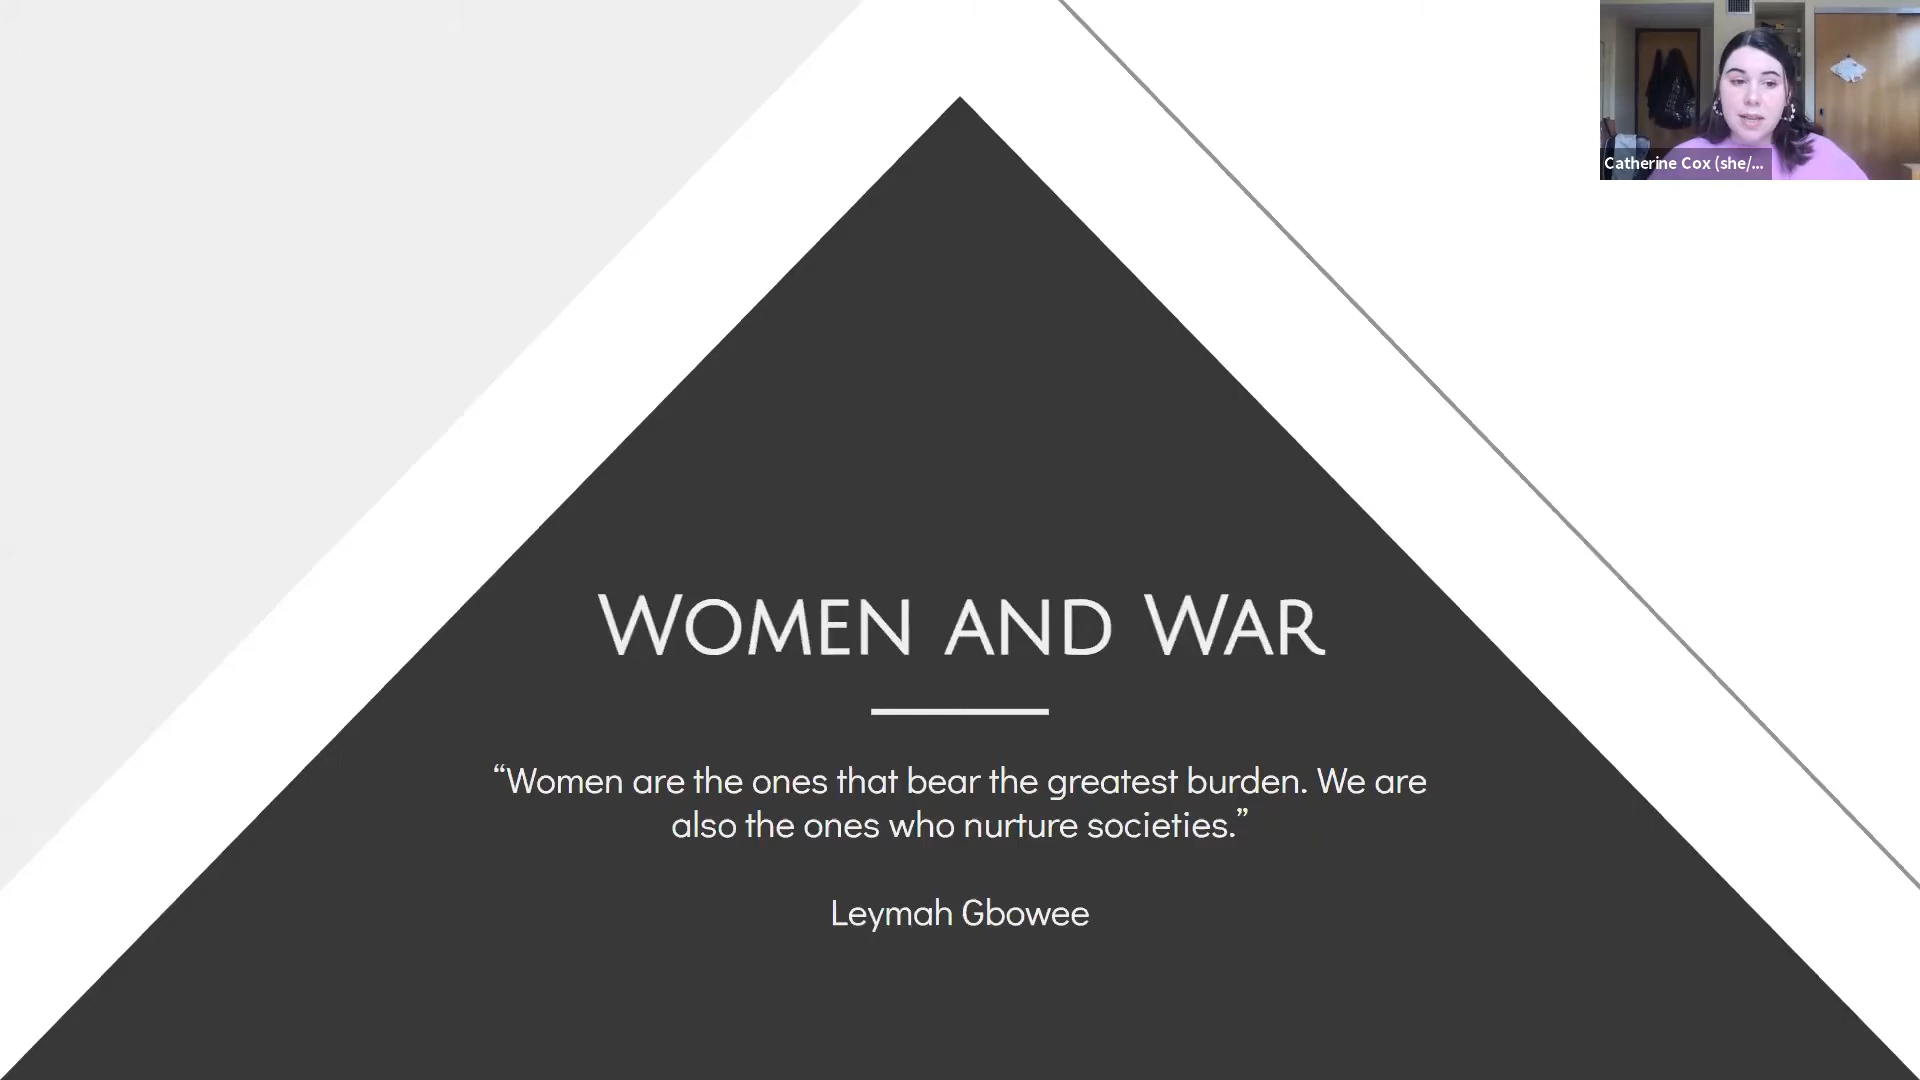 Catherine Cox (she/...
Women and War
“Women are the ones that bear the greatest burden. We are
also the ones who nurture societies.”
Leymah Gbowee